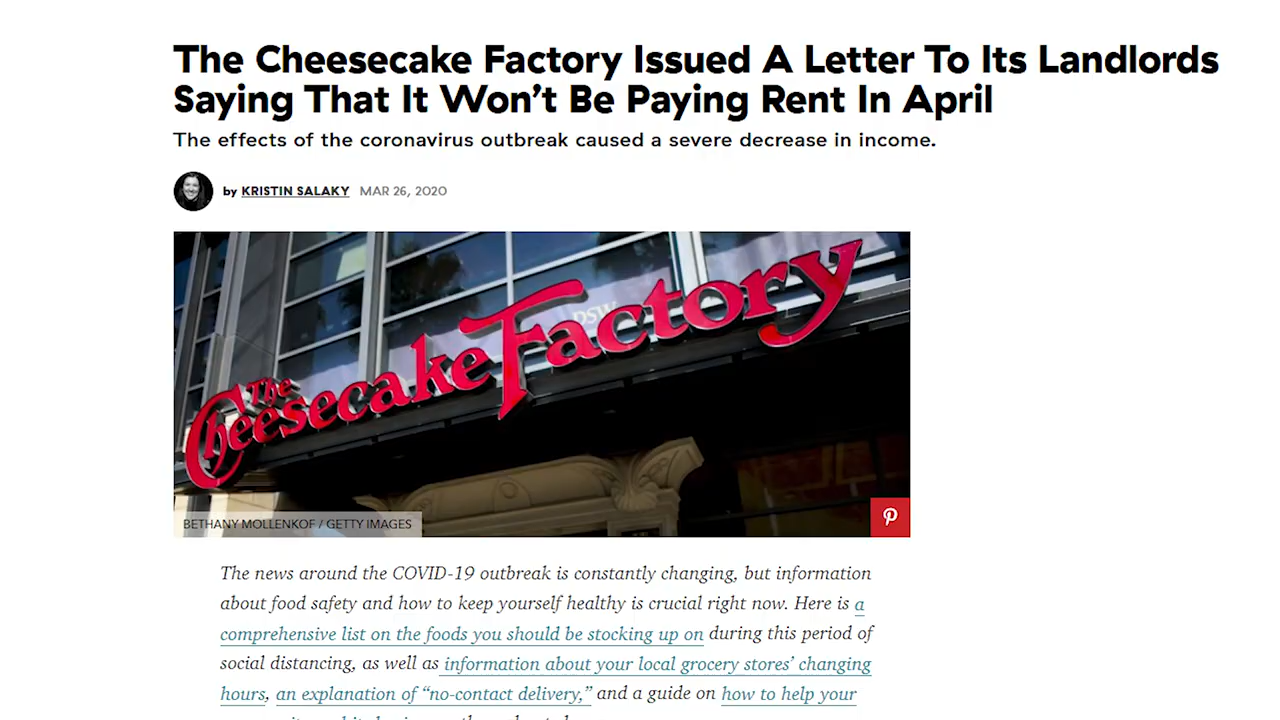 The Cheesecake Factory Issued A Letter To Its Landlords
Saying That It Won't Be Paying Rent In April
The effects of the coronavirus outbreak caused a severe decrease in income.
by KRISTIN SALAKY MAR 26, 2020
DSW
The Cheesecake Factory
BETHANY MOLLENKOF / GETTY IMAGES
The news around the COVID-19 outbreak is constantly changing, but information
about food safety and how to keep yourself healthy is crucial right now. Here is a
comprehensive list on the foods you should be stocking up on during this period of
social distancing, as well as information about your local grocery stores' changing
hours, an explanation of “no-contact delivery,” and a guide on how to help your